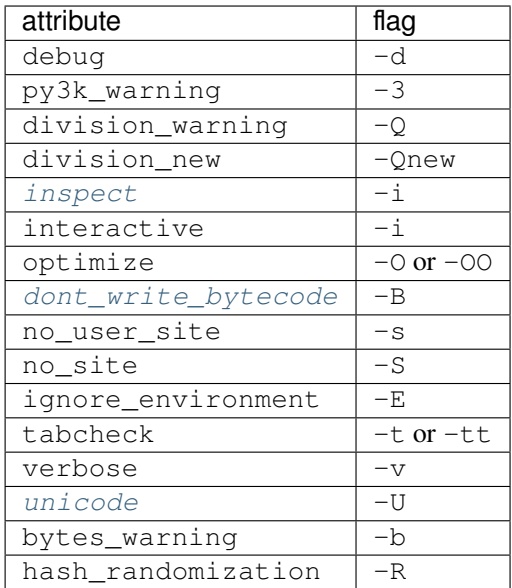 attribute flag
debug -d
py3k_warning -3
division_warning -Q
division_new -Qnew
inspect -i
interactive -i
optimize -O or -OO
dont_write_bytecode -B
no_user_site -s
no_site -S
ignore_environment -E
tabcheck -t or -tt
verbose -v
unicode -U
bytes_warning -b
hash_randomization -R